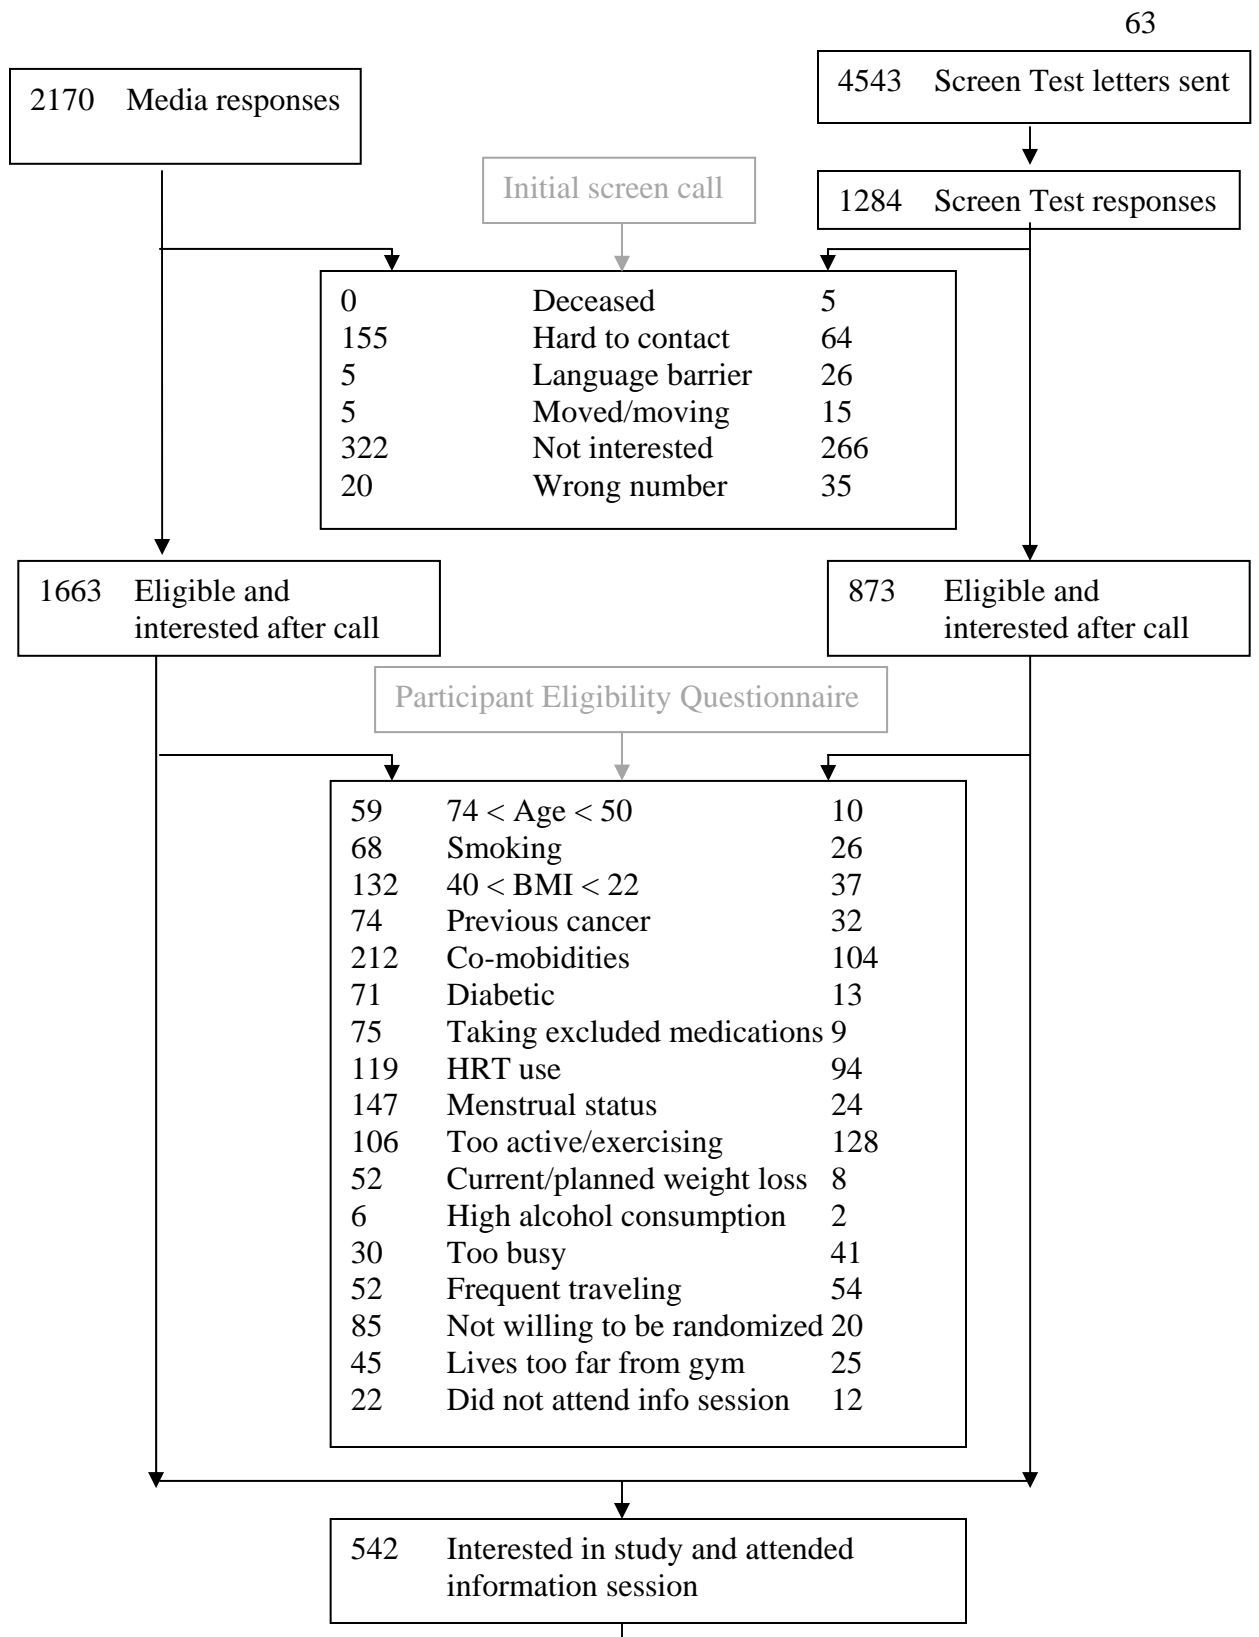 63
2170 Media responses
4543 Screen Test letters sent
Initial screen call
1284 Screen Test responses
0 Deceased 5
155 Hard to contact 64
5 Language barrier 26
5 Moved/moving 15
322 Not interested 266
20 Wrong number 35
1663 Eligible and
interested after call
873 Eligible and
interested after call
Participant Eligibility Questionnaire
59 74 < Age < 50 10
68 Smoking 26
132 40 < BMI < 22 37
74 Previous cancer 32
212 Co-mobidities 104
71 Diabetic 13
75 Taking excluded medications 9
119 HRT use 94
147 Menstrual status 24
106 Too active/exercising 128
52 Current/planned weight loss 8
6 High alcohol consumption 2
30 Too busy 41
52 Frequent traveling 54
85 Not willing to be randomized 20
45 Lives too far from gym 25
22 Did not attend info session 12
542 Interested in study and attended
information session